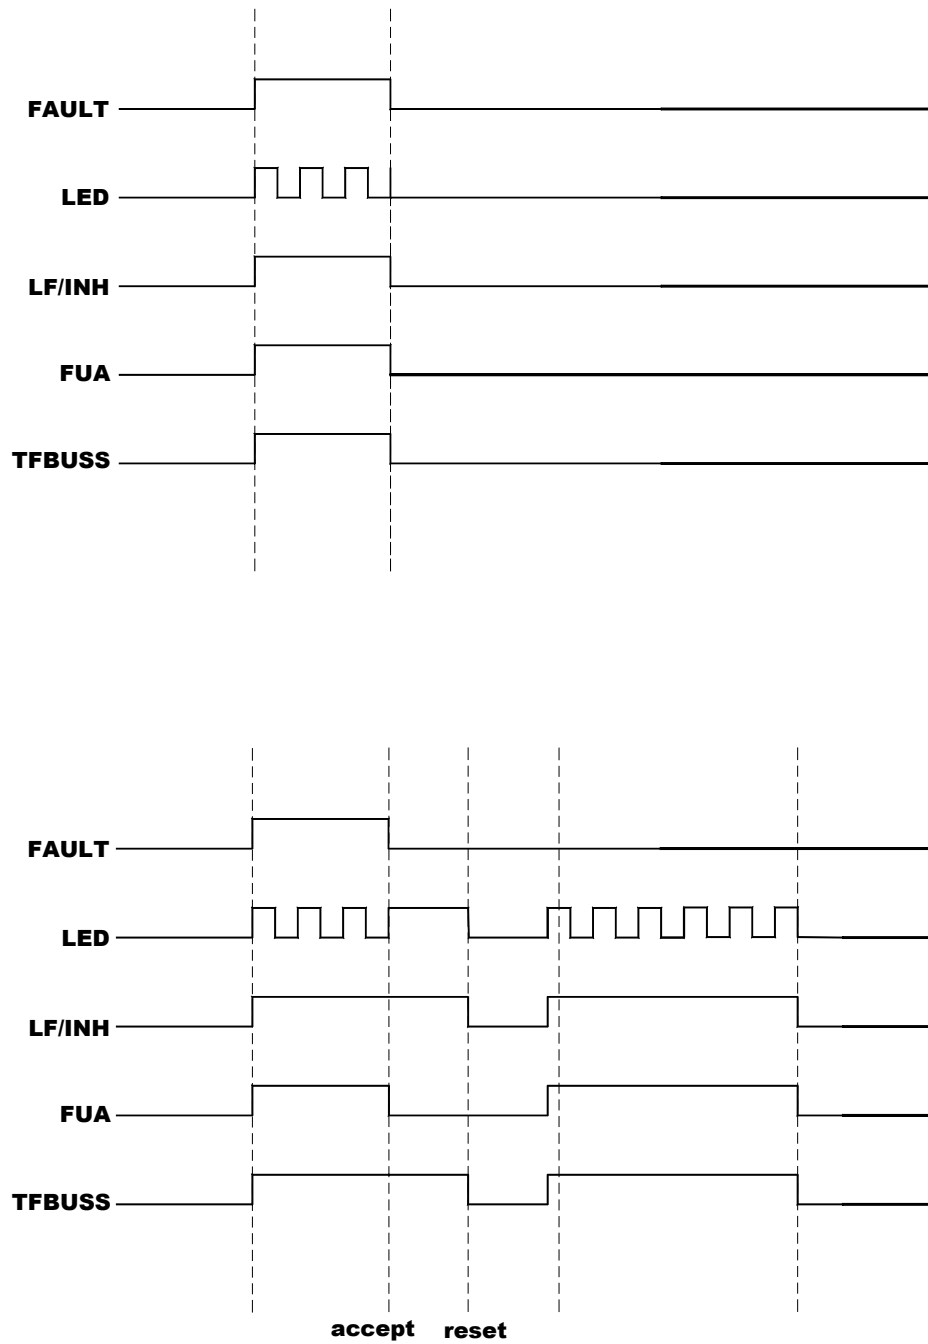 FAULT
LED
LF/INH
FUA
TFBUSS
FAULT
LED
LF/INH
FUA
TFBUSS
accept reset